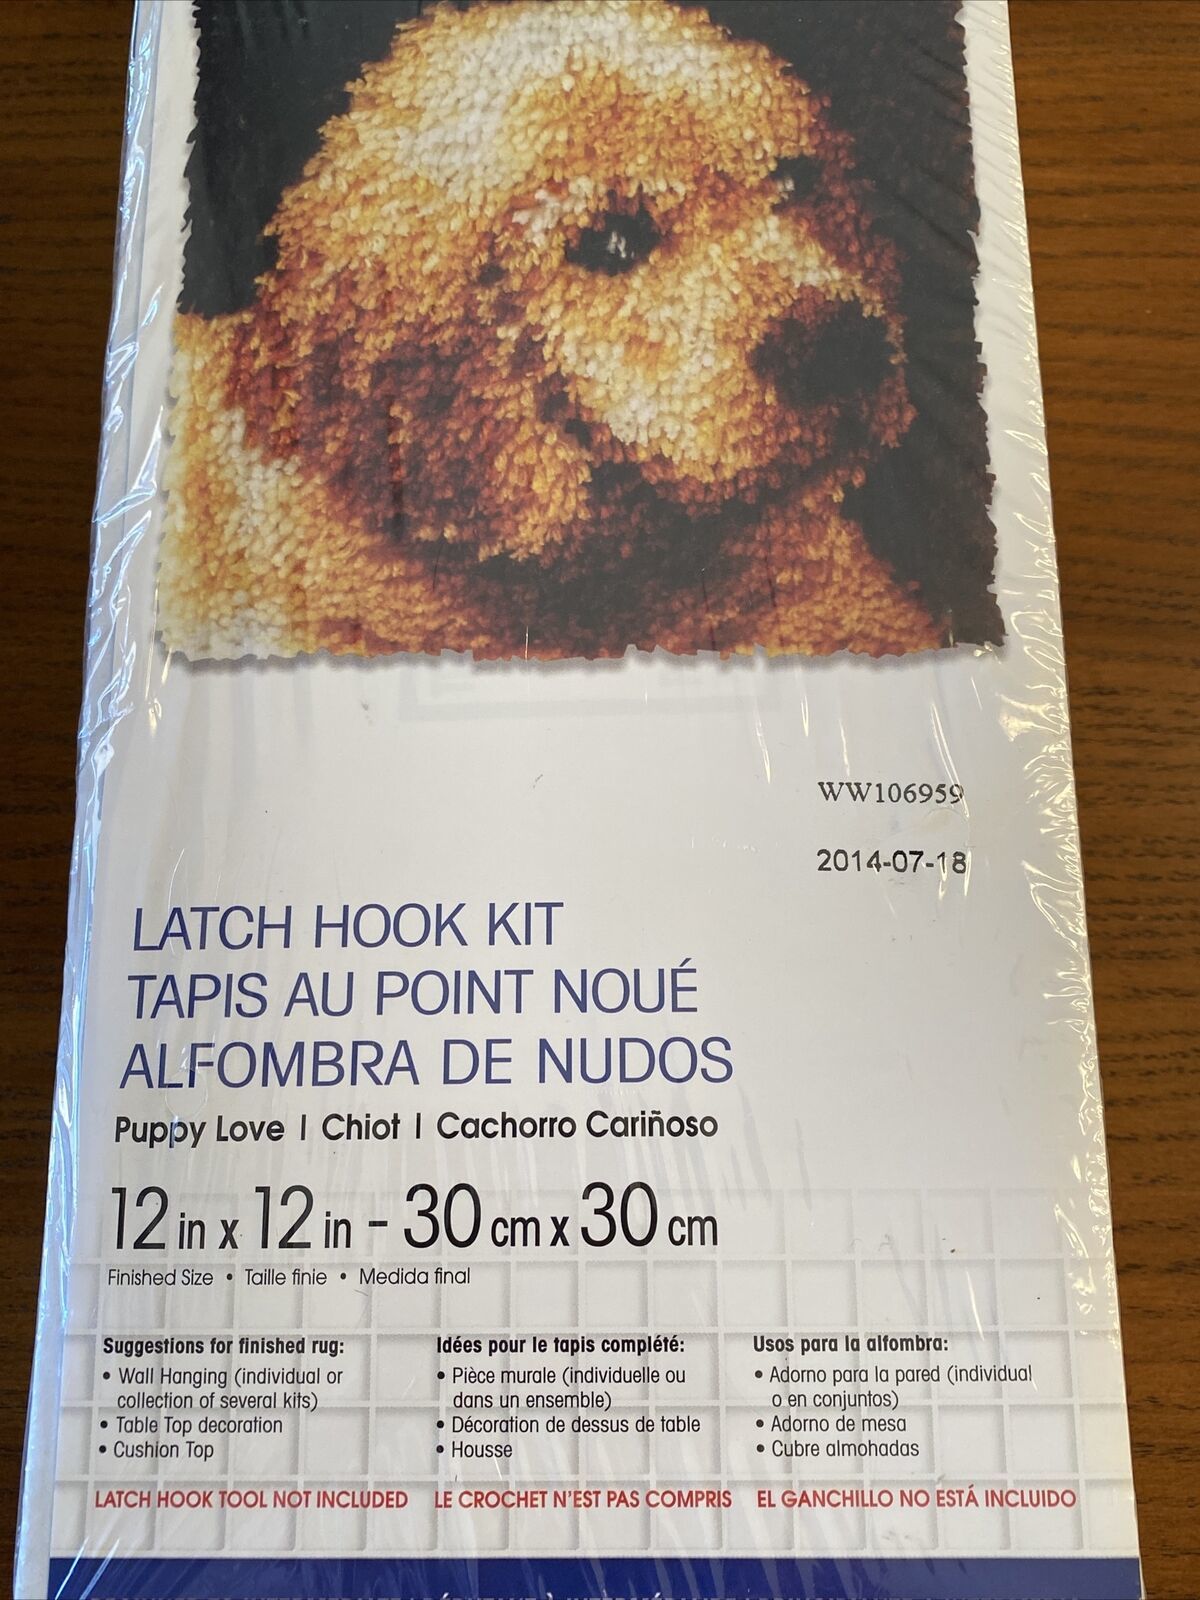 WW106959
2014-07-18
LATCH HOOK KIT
TAPIS AU POINT NOUÉ
ALFOMBRA DE NUDOS
Puppy Love | Chiot | Cachorro Cariñoso
12 in x 12 in - 30 cm x 30 cm
Finished Size • Taille finie • Medida final
Suggestions for finished rug:
• Wall Hanging (individual or
collection of several kits)
• Table Top decoration
• Cushion Top
Idées pour le tapis complété:
• Pièce murale (individuelle ou
dans un ensemble)
• Décoration de dessus de table
• Housse
Usos para la alfombra:
• Adorno para la pared (individual
o en conjuntos)
• Adorno de mesa
• Cubre almohadas
LATCH HOOK TOOL NOT INCLUDED LE CROCHET N'EST PAS COMPRIS EL GANCHILLO NO ESTÁ INCLUIDO